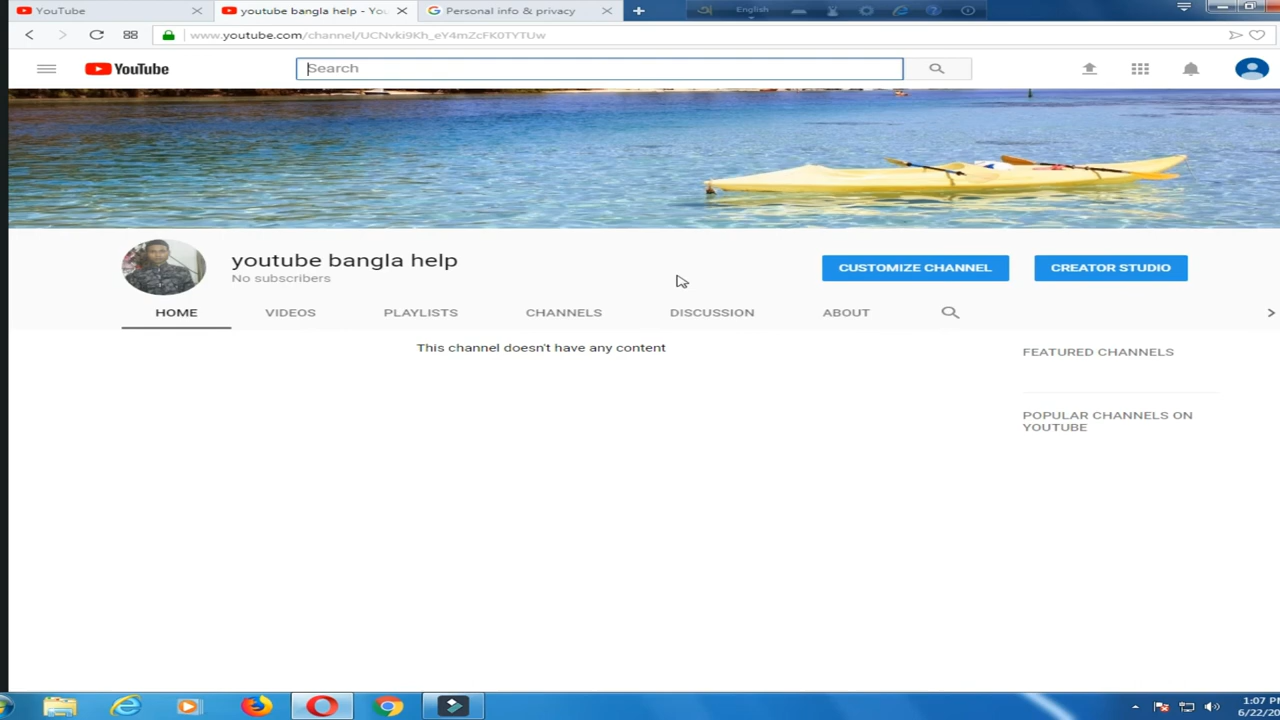 YouTube
youtube bangla help - You
Personal info & privacy
English
www.youtube.com/channel/UCNvki9Kh_eY4mZcFK0TYTUw
YouTube
Search
youtube bangla help
No subscribers
CUSTOMIZE CHANNEL
CREATOR STUDIO
HOME
VIDEOS
PLAYLISTS
CHANNELS
DISCUSSION
ABOUT
This channel doesn't have any content
FEATURED CHANNELS
POPULAR CHANNELS ON
YOUTUBE
1:07 P
6/22/20